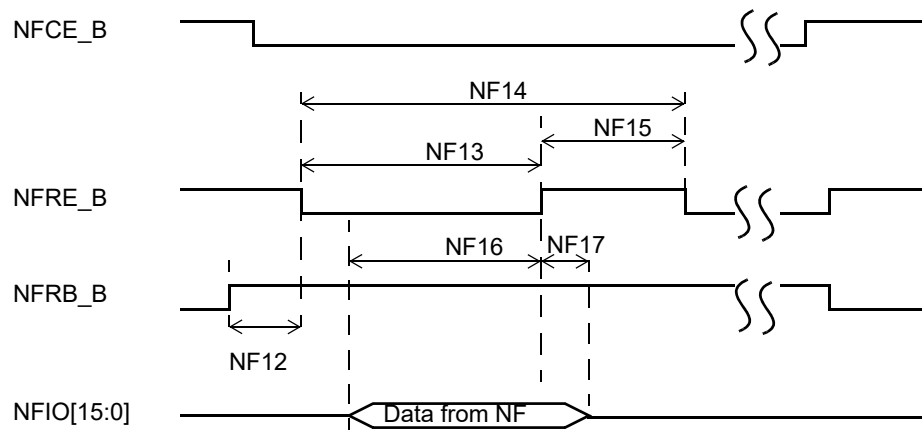 NFCE_B
NF14
NF15
NF13
NFRE_B
NF16
NF17
NFRB_B
NF12
NFIO[15:0]
Data from NF